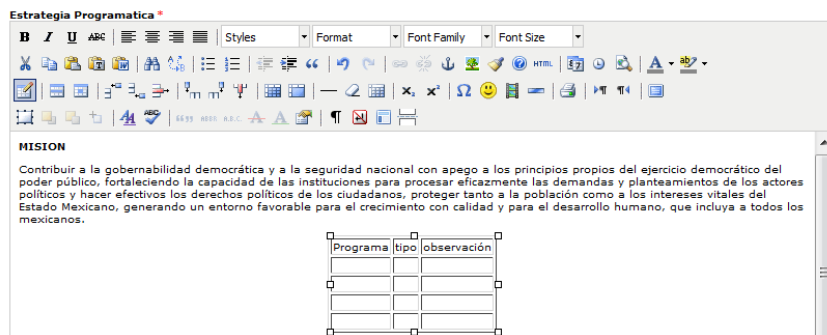 Estrategia Programatica *
B I U ABC Styles Format Font Family Font Size
HTML
MISION
Contribuir a la gobernabilidad democrática y a la seguridad nacional con apego a los principios propios del ejercicio democrático del
poder público, fortaleciendo la capacidad de las instituciones para procesar eficazmente las demandas y planteamientos de los actores
políticos y hacer efectivos los derechos políticos de los ciudadanos, proteger tanto a la población como a los intereses vitales del
Estado Mexicano, generando un entorno favorable para el crecimiento con calidad y para el desarrollo humano, que incluya a todos los
mexicanos.
Programa tipo observación